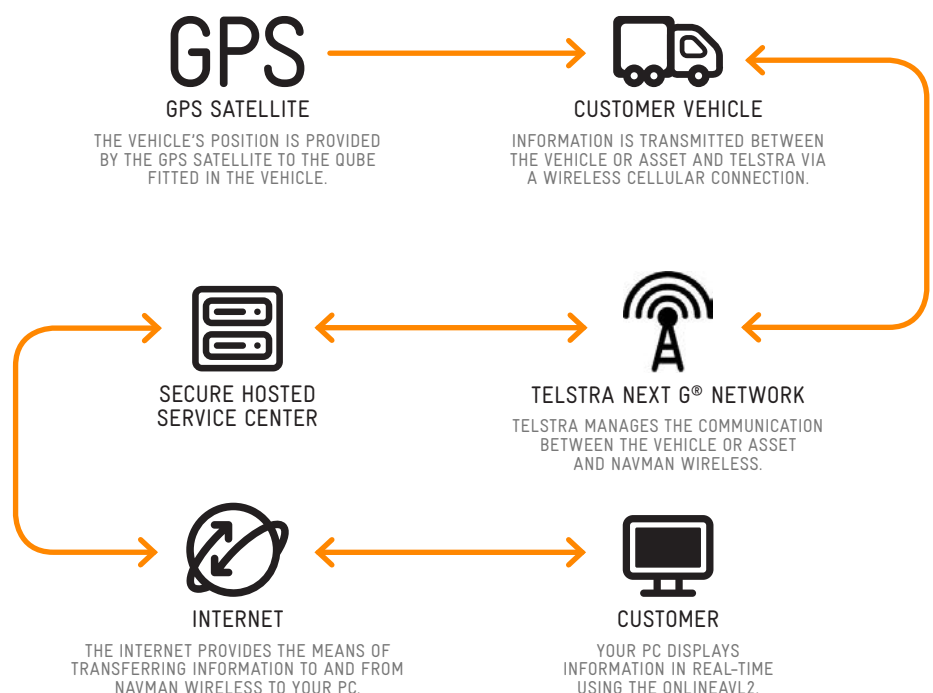 GPS
GPS SATELLITE
THE VEHICLE'S POSITION IS PROVIDED
BY THE GPS SATELLITE TO THE QUBE
FITTED IN THE VEHICLE.
CUSTOMER VEHICLE
INFORMATION IS TRANSMITTED BETWEEN
THE VEHICLE OR ASSET AND TELSTRA VIA
A WIRELESS CELLULAR CONNECTION.
SECURE HOSTED
SERVICE CENTER
TELSTRA NEXT G® NETWORK
TELSTRA MANAGES THE COMMUNICATION
BETWEEN THE VEHICLE OR ASSET
AND NAVMAN WIRELESS.
INTERNET
THE INTERNET PROVIDES THE MEANS OF
TRANSFERRING INFORMATION TO AND FROM
NAVMAN WIRELESS TO YOUR PC.
CUSTOMER
YOUR PC DISPLAYS
INFORMATION IN REAL-TIME
USING THE ONLINEAVL2.